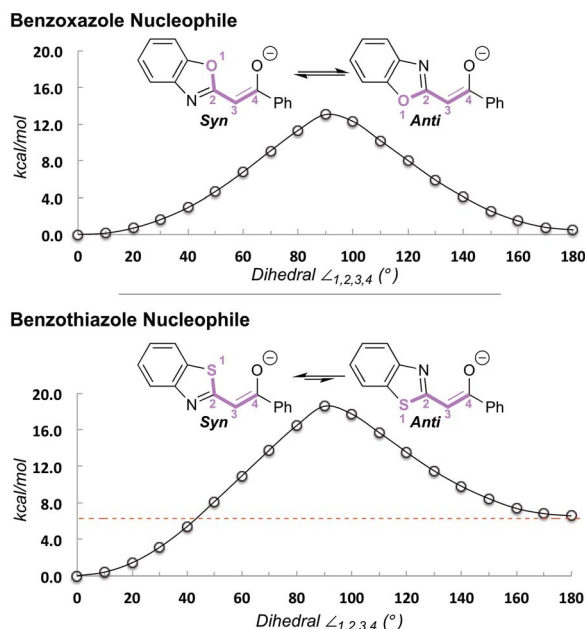 Benzoxazole Nucleophile
20.0
16.0
12.0
8.0
4.0
0.0
kcal/mol
O 1
2
N
3
4
O ⊖
Ph
Syn
N
O
1
2
3
4
O ⊖
Ph
Anti
0 20 40 60 80 100 120 140 160 180
Dihedral ∠1,2,3,4 (°)
Benzothiazole Nucleophile
20.0
16.0
12.0
8.0
4.0
0.0
kcal/mol
S 1
2
N
3
4
O ⊖
Ph
Syn
N
S
1
2
3
4
O ⊖
Ph
Anti
0 20 40 60 80 100 120 140 160 180
Dihedral ∠1,2,3,4 (°)